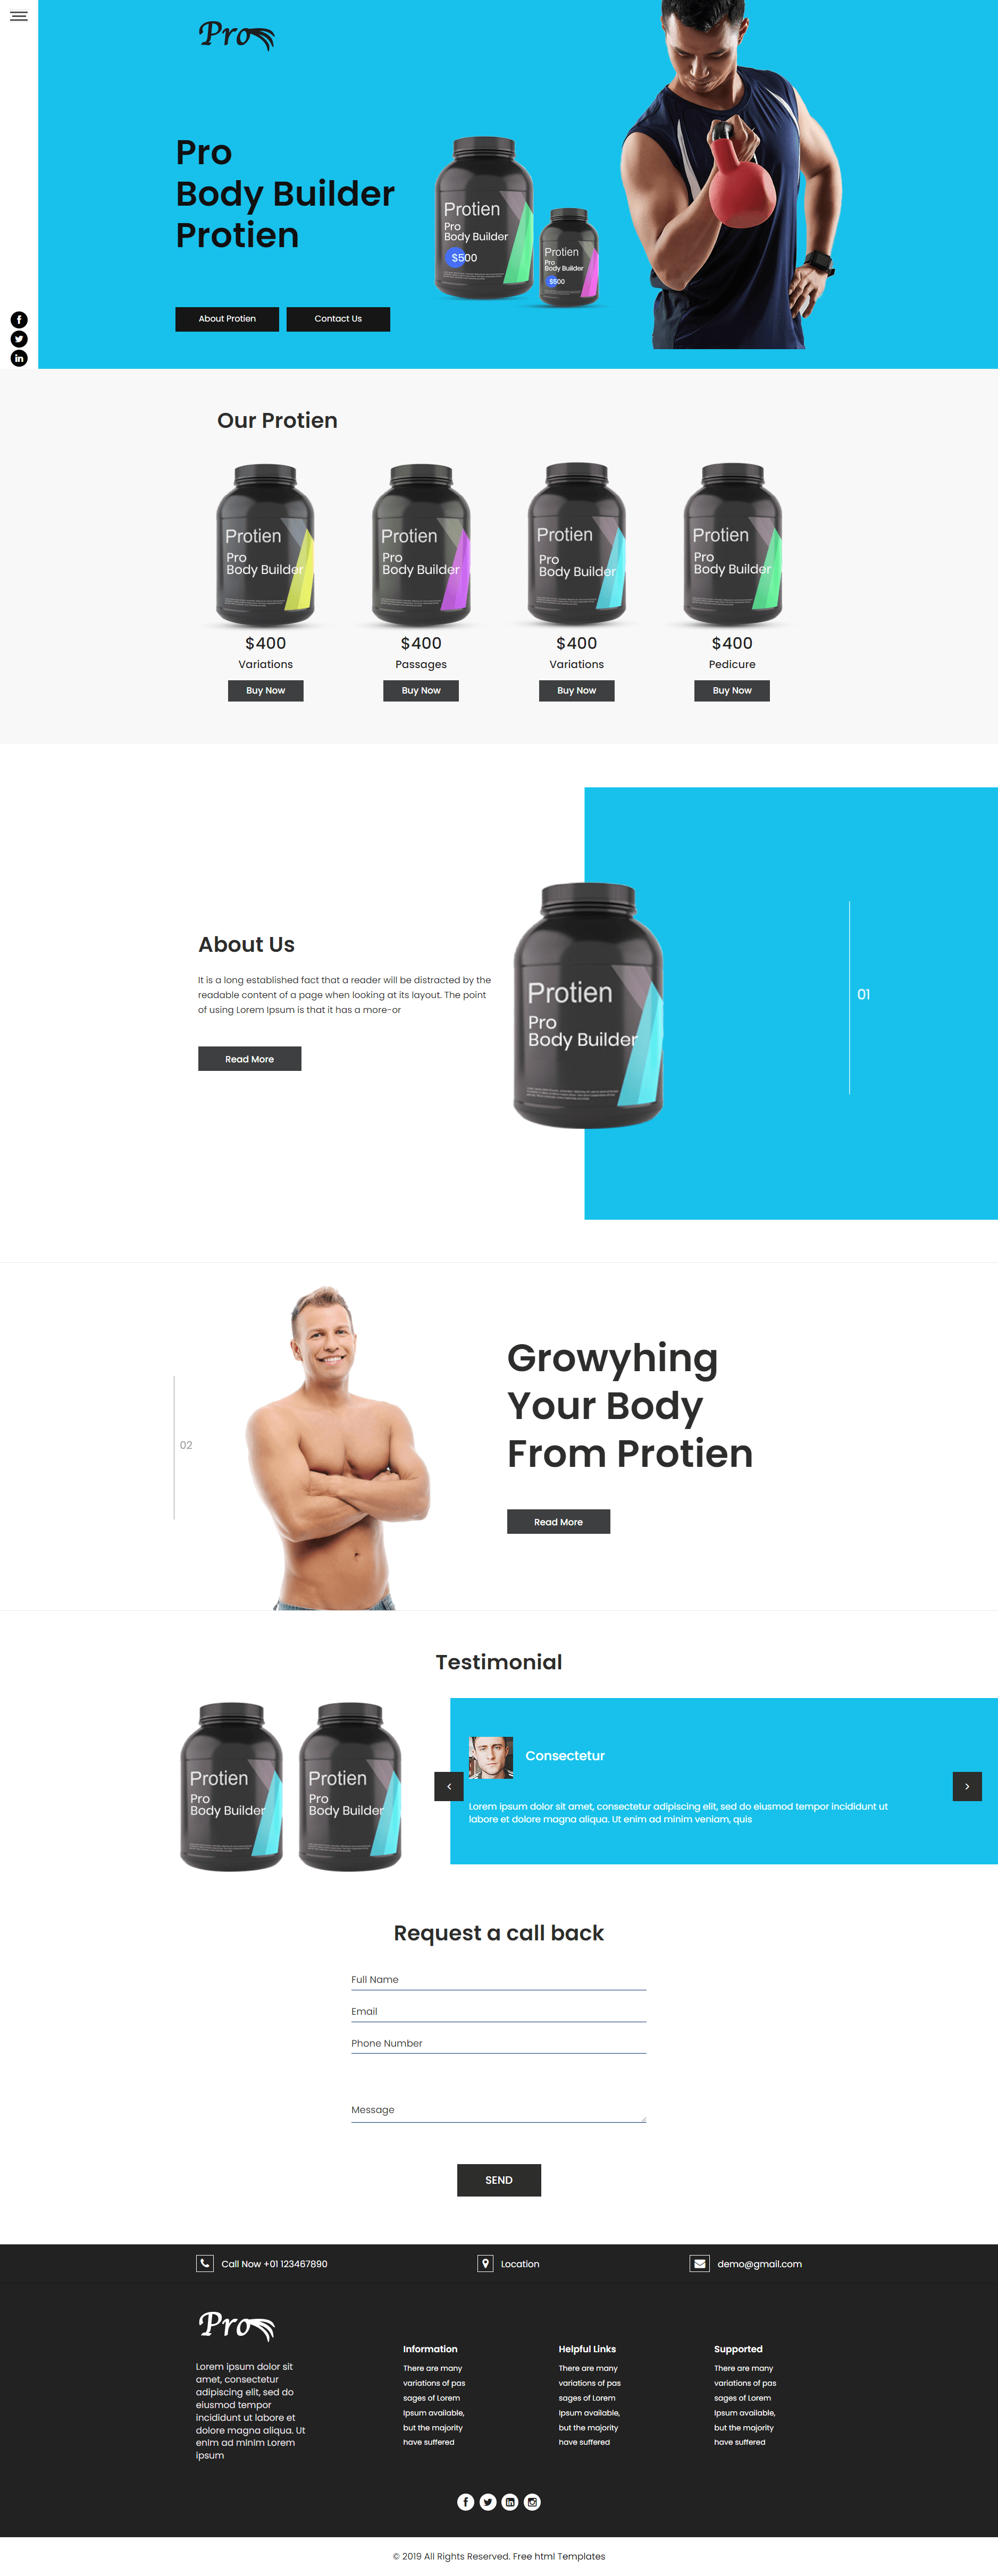 Pro
Pro
Body Builder
Protien
About Protien
Contact Us
Protien
Pro
Body Builder
$500
Protien
Pro
Body Builder
$500
Our Protien
Protien
Pro
Body Builder
$400
Variations
Buy Now
Protien
Pro
Body Builder
$400
Passages
Buy Now
Protien
Pro
Body Builder
$400
Variations
Buy Now
Protien
Pro
Body Builder
$400
Pedicure
Buy Now
About Us
It is a long established fact that a reader will be distracted by the
readable content of a page when looking at its layout. The point
of using Lorem Ipsum is that it has a more-or
Read More
Protien
Pro
Body Builder
01
02
Growyhing
Your Body
From Protien
Read More
Testimonial
Protien
Pro
Body Builder
Protien
Pro
Body Builder
Consectetur
Lorem ipsum dolor sit amet, consectetur adipiscing elit, sed do eiusmod tempor incididunt ut
labore et dolore magna aliqua. Ut enim ad minim veniam, quis
Request a call back
Full Name
Email
Phone Number
Message
SEND
Call Now +01 123467890
Location
demo@gmail.com
Pro
Lorem ipsum dolor sit
amet, consectetur
adipiscing elit, sed do
eiusmod tempor
incididunt ut labore et
dolore magna aliqua. Ut
enim ad minim Lorem
ipsum
Information
There are many
variations of pas
sages of Lorem
Ipsum available,
but the majority
have suffered
Helpful Links
There are many
variations of pas
sages of Lorem
Ipsum available,
but the majority
have suffered
Supported
There are many
variations of pas
sages of Lorem
Ipsum available,
but the majority
have suffered
© 2019 All Rights Reserved. Free html Templates